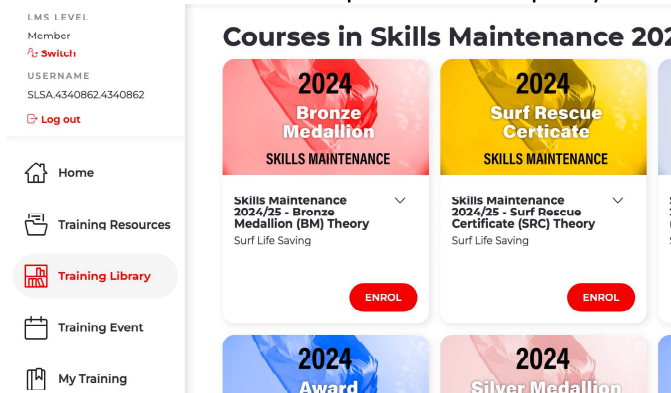 LMS LEVEL
Member
Switch
USERNAME
SLSA.4340862.4340862
Log out
Home
Training Resources
Training Library
Training Event
My Training
Courses in Skills Maintenance 202
2024
Bronze
Medallion
SKILLS MAINTENANCE
Skills Maintenance
2024/25 - Bronze
Medallion (BM) Theory
Surf Life Saving
ENROL
2024
Surf Rescue
Certicate
SKILLS MAINTENANCE
Skills Maintenance
2024/25 - Surf Rescue
Certificate (SRC) Theory
Surf Life Saving
ENROL
2024
Award
2024
Silver Medallion